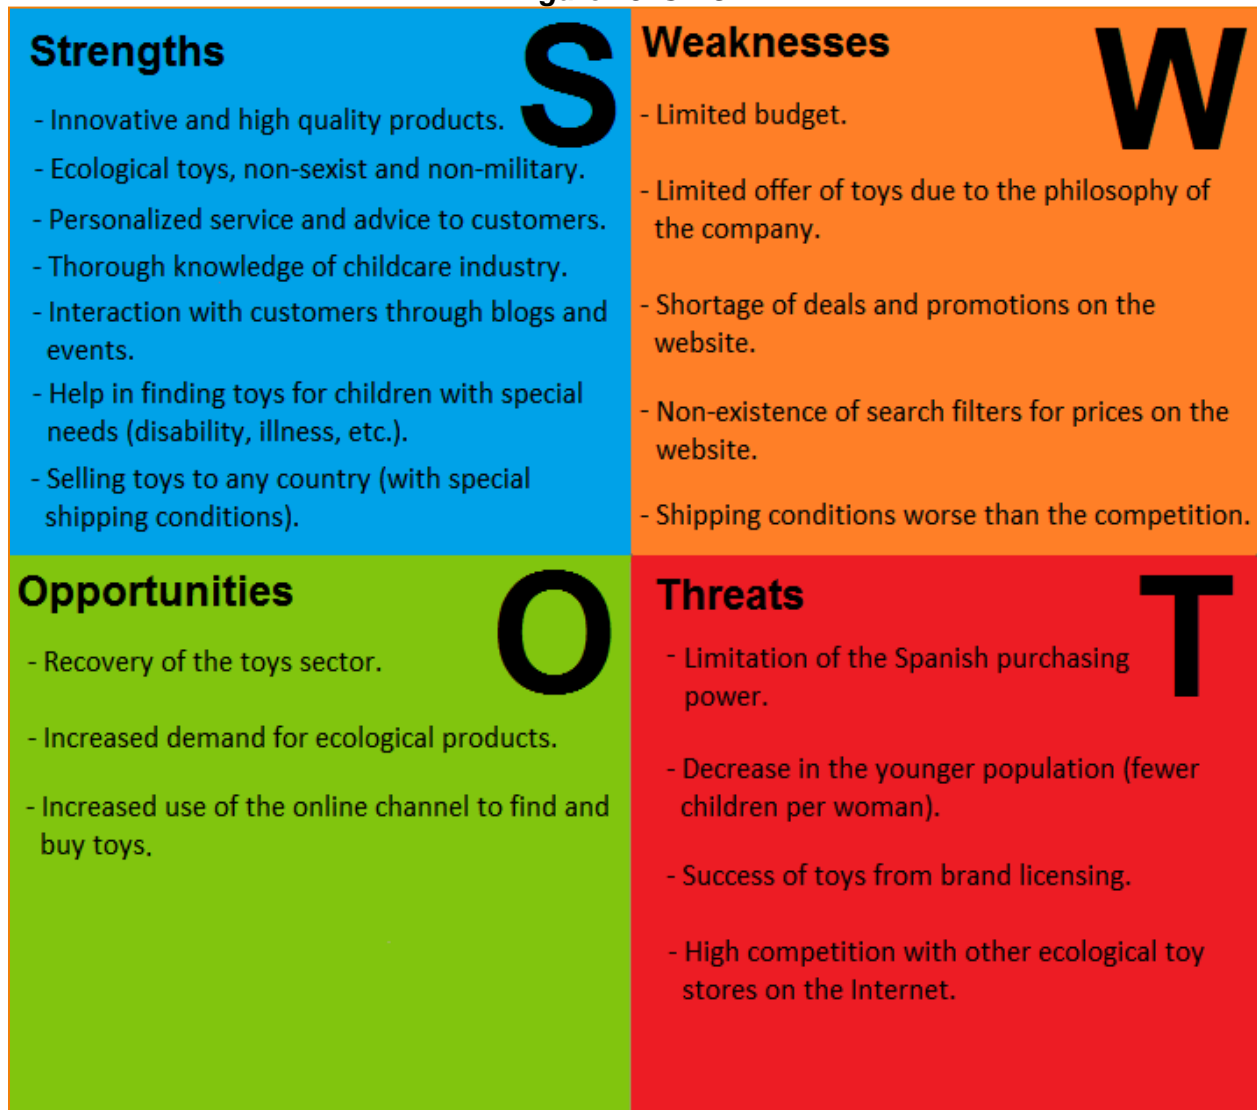 Strengths
S
- Innovative and high quality products.
- Ecological toys, non-sexist and non-military.
- Personalized service and advice to customers.
- Thorough knowledge of childcare industry.
- Interaction with customers through blogs and
events.
- Help in finding toys for children with special
needs (disability, illness, etc.).
- Selling toys to any country (with special
shipping conditions).
Weaknesses
W
- Limited budget.
- Limited offer of toys due to the philosophy of
the company.
- Shortage of deals and promotions on the
website.
- Non-existence of search filters for prices on the
website.
- Shipping conditions worse than the competition.
Opportunities
O
- Recovery of the toys sector.
- Increased demand for ecological products.
- Increased use of the online channel to find and
buy toys.
Threats
T
- Limitation of the Spanish purchasing
power.
- Decrease in the younger population (fewer
children per woman).
- Success of toys from brand licensing.
- High competition with other ecological toy
stores on the Internet.